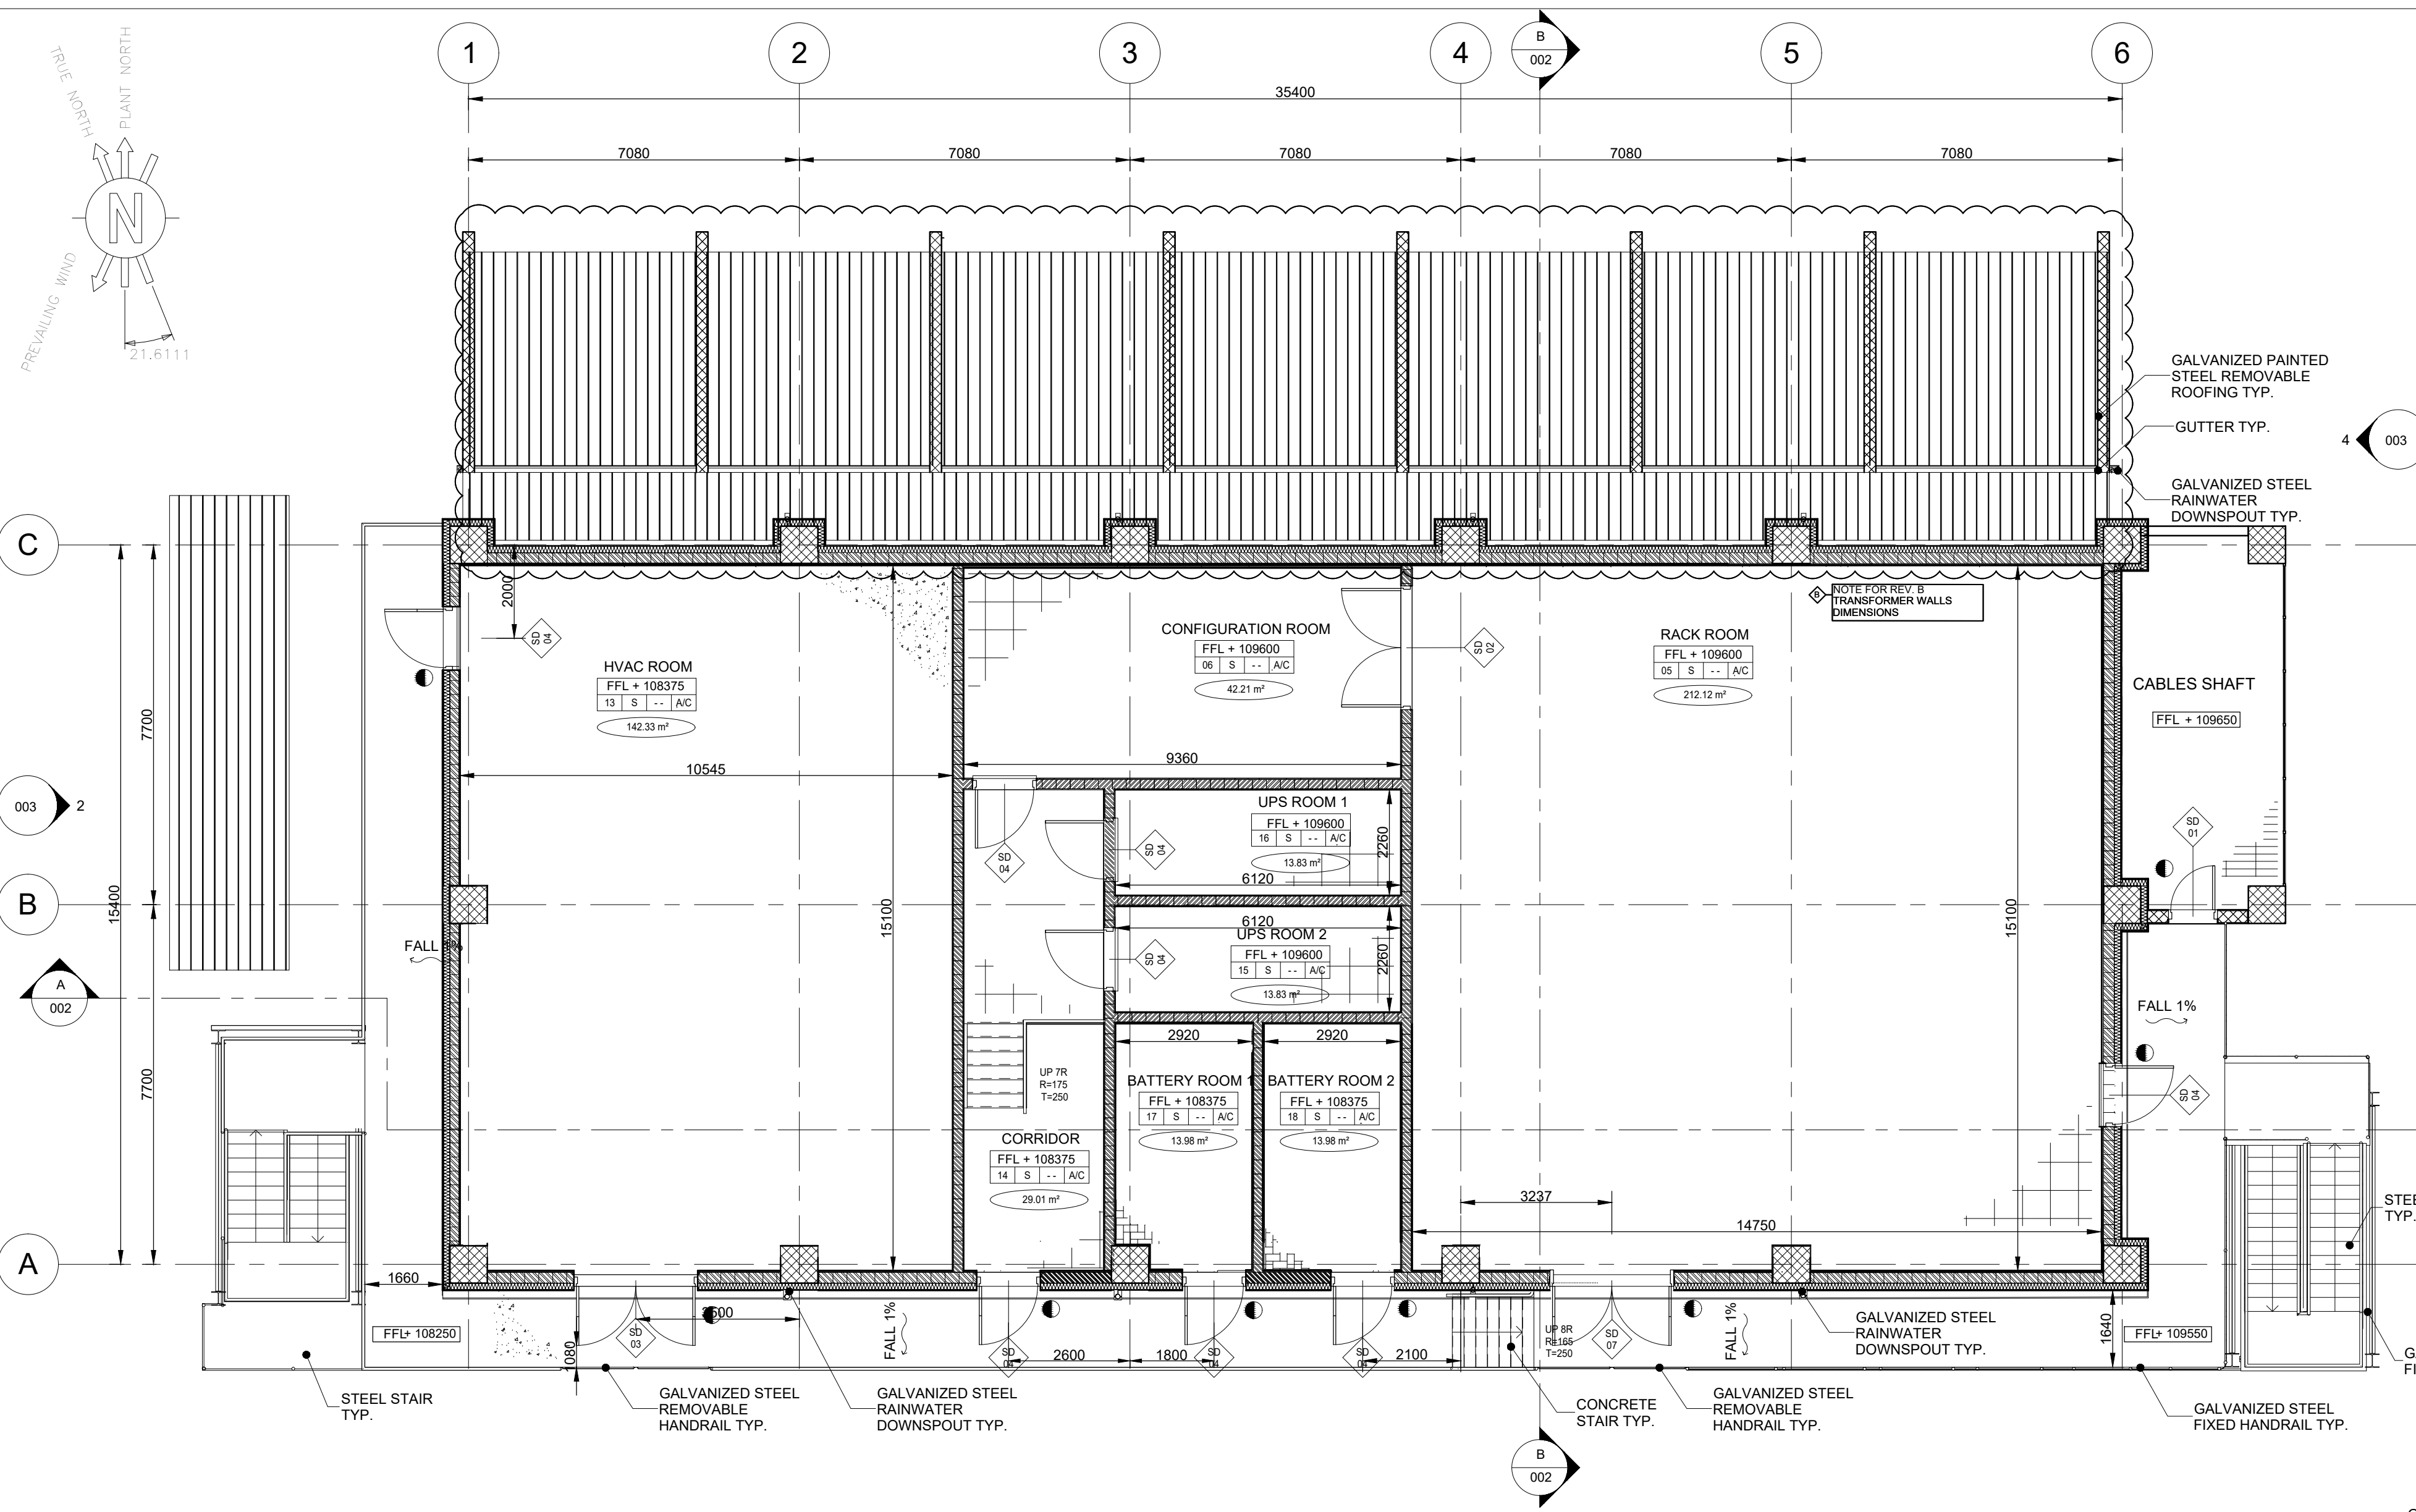 1
2
3
4
5
6
B
002
TRUE NORTH
PLANT NORTH
N
PREVAILING WIND
21.6111
35400
7080
7080
7080
7080
7080
GALVANIZED PAINTED
STEEL REMOVABLE
ROOFING TYP.
GUTTER TYP.
4
003
GALVANIZED STEEL
RAINWATER
DOWNSPOUT TYP.
C
B
A
003
2
A
002
15400
7700
7700
2000
SD
04
HVAC ROOM
FFL + 108375
13 S -- A/C
142.33 m²
10545
15100
CONFIGURATION ROOM
FFL + 109600
06 S -- A/C
42.21 m²
9360
SD
02
RACK ROOM
FFL + 109600
05 S -- A/C
212.12 m²
B
NOTE FOR REV. B
TRANSFORMER WALLS
DIMENSIONS
CABLES SHAFT
FFL + 109650
SD
01
UPS ROOM 1
FFL + 109600
16 S -- A/C
13.83 m²
6120
2260
SD
04
SD
04
6120
UPS ROOM 2
FFL + 109600
15 S -- A/C
13.83 m²
2260
SD
04
15100
FALL 1%
FALL 1%
2920
2920
UP 7R
R=175
T=250
BATTERY ROOM 1
FFL + 108375
17 S -- A/C
13.98 m²
BATTERY ROOM 2
FFL + 108375
18 S -- A/C
13.98 m²
CORRIDOR
FFL + 108375
14 S -- A/C
29.01 m²
SD
04
3237
14750
1660
FFL+ 108250
1080
SD
03
FALL 1%
SD
04
2600
1800
SD
04
SD
04
2100
UP 8R
R=165
T=250
SD
07
FALL 1%
GALVANIZED STEEL
RAINWATER
DOWNSPOUT TYP.
1640
FFL+ 109550
TYP.
STEEL STAIR
TYP.
GALVANIZED STEEL
REMOVABLE
HANDRAIL TYP.
GALVANIZED STEEL
RAINWATER
DOWNSPOUT TYP.
CONCRETE
STAIR TYP.
GALVANIZED STEEL
REMOVABLE
HANDRAIL TYP.
GALVANIZED STEEL
FIXED HANDRAIL TYP.
B
002